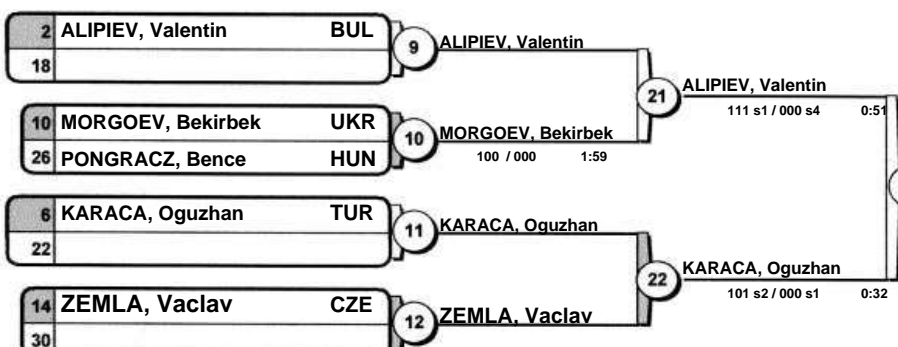 2 ALIPIEV, Valentin BUL
18
9
ALIPIEV, Valentin
21
ALIPIEV, Valentin
111 s1 / 000 s4 0:51
10 MORGOEV, Bekirbek UKR
26 PONGRACZ, Bence HUN
10
MORGOEV, Bekirbek
100 / 000 1:59
6 KARACA, Oguzhan TUR
22
11
KARACA, Oguzhan
22
KARACA, Oguzhan
101 s2 / 000 s1 0:32
14 ZEMLA, Vaclav CZE
30
12
ZEMLA, Vaclav